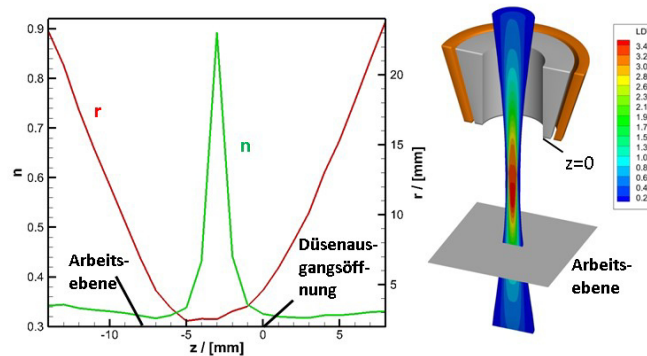 0.9
0.8
0.7
0.6
0.5
0.4
0.3
n
r
n
Arbeits-
ebene
Düsenaus-
gangsöff-
nung
20
15
10
5
r / [mm]
-10
-5
0
5
z / [mm]
z=0
Arbeits-
ebene
3.4
3.2
3.0
2.8
2.6
2.3
2.1
1.9
1.7
1.5
1.3
1.1
0.9
0.6
0.4
0.2